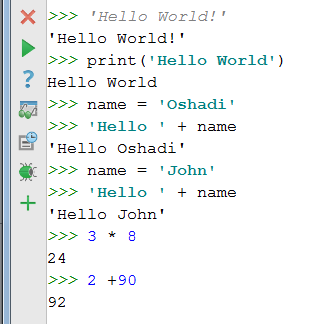 >>> 'Hello World!'
'Hello World!'
>>> print('Hello World')
Hello World
>>> name = 'Oshadi'
>>> 'Hello ' + name
'Hello Oshadi'
>>> name = 'John'
>>> 'Hello ' + name
'Hello John'
>>> 3 * 8
24
>>> 2 +90
92